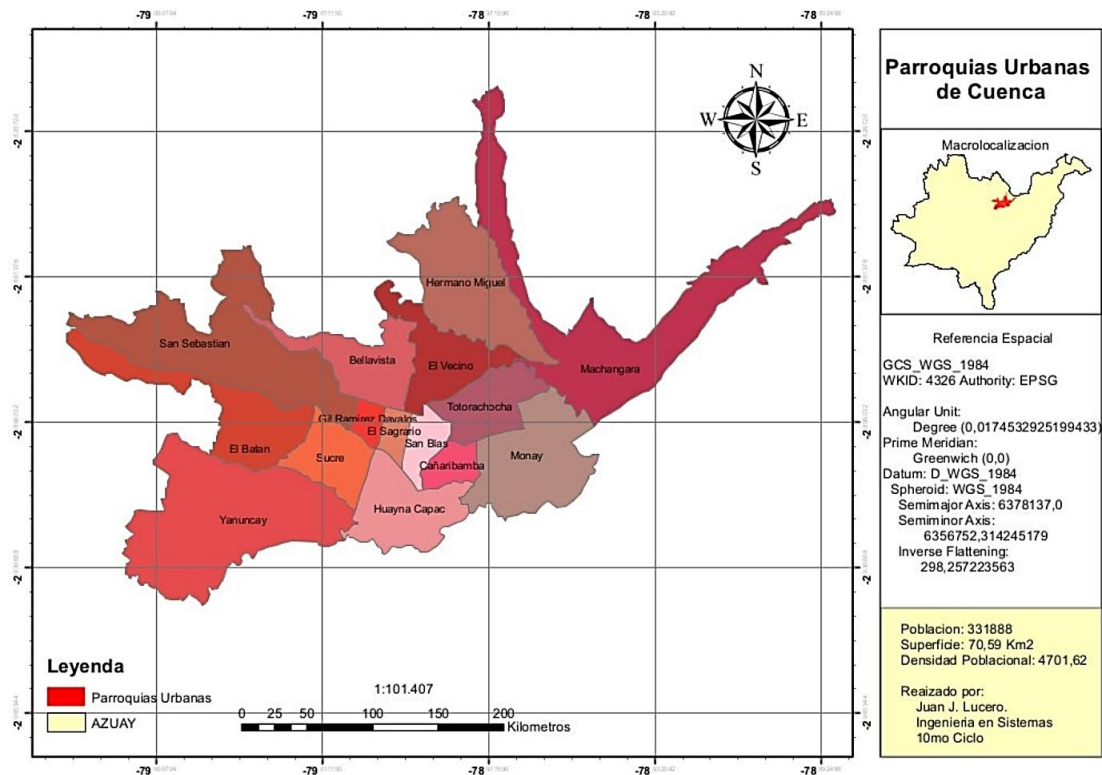 -79
-79
-78
-78
N
W
E
S
-2
-2
-2
-2
-2
Hermano Miguel
San Sebastian
Bellavista
El Vecino
Machangara
Totorachocha
Gil Ramirez Davalos
El Sagrario
San Blas
El Batan
Sucre
Cañaribamba
Monay
Huayna Capac
Yanuncay
Leyenda
Parroquias Urbanas
AZUAY
1:101.407
0 25 50 100 150 200
Kilometros
-79
-79
-78
-78
Parroquias Urbanas
de Cuenca
Macrolocalizacion
Referencia Espacial
GCS_WGS_1984
WKID: 4326 Authority: EPSG
Angular Unit:
Degree (0,0174532925199433)
Prime Meridian:
Greenwich (0,0)
Datum: D_WGS_1984
Spheroid: WGS_1984
Semimajor Axis: 6378137,0
Semiminor Axis:
6356752,314245179
Inverse Flattening:
298,257223563
Poblacion: 331888
Superficie: 70,59 Km2
Densidad Poblacional: 4701,62
Reaizado por:
Juan J. Lucero.
Ingenieria en Sistemas
10mo Ciclo